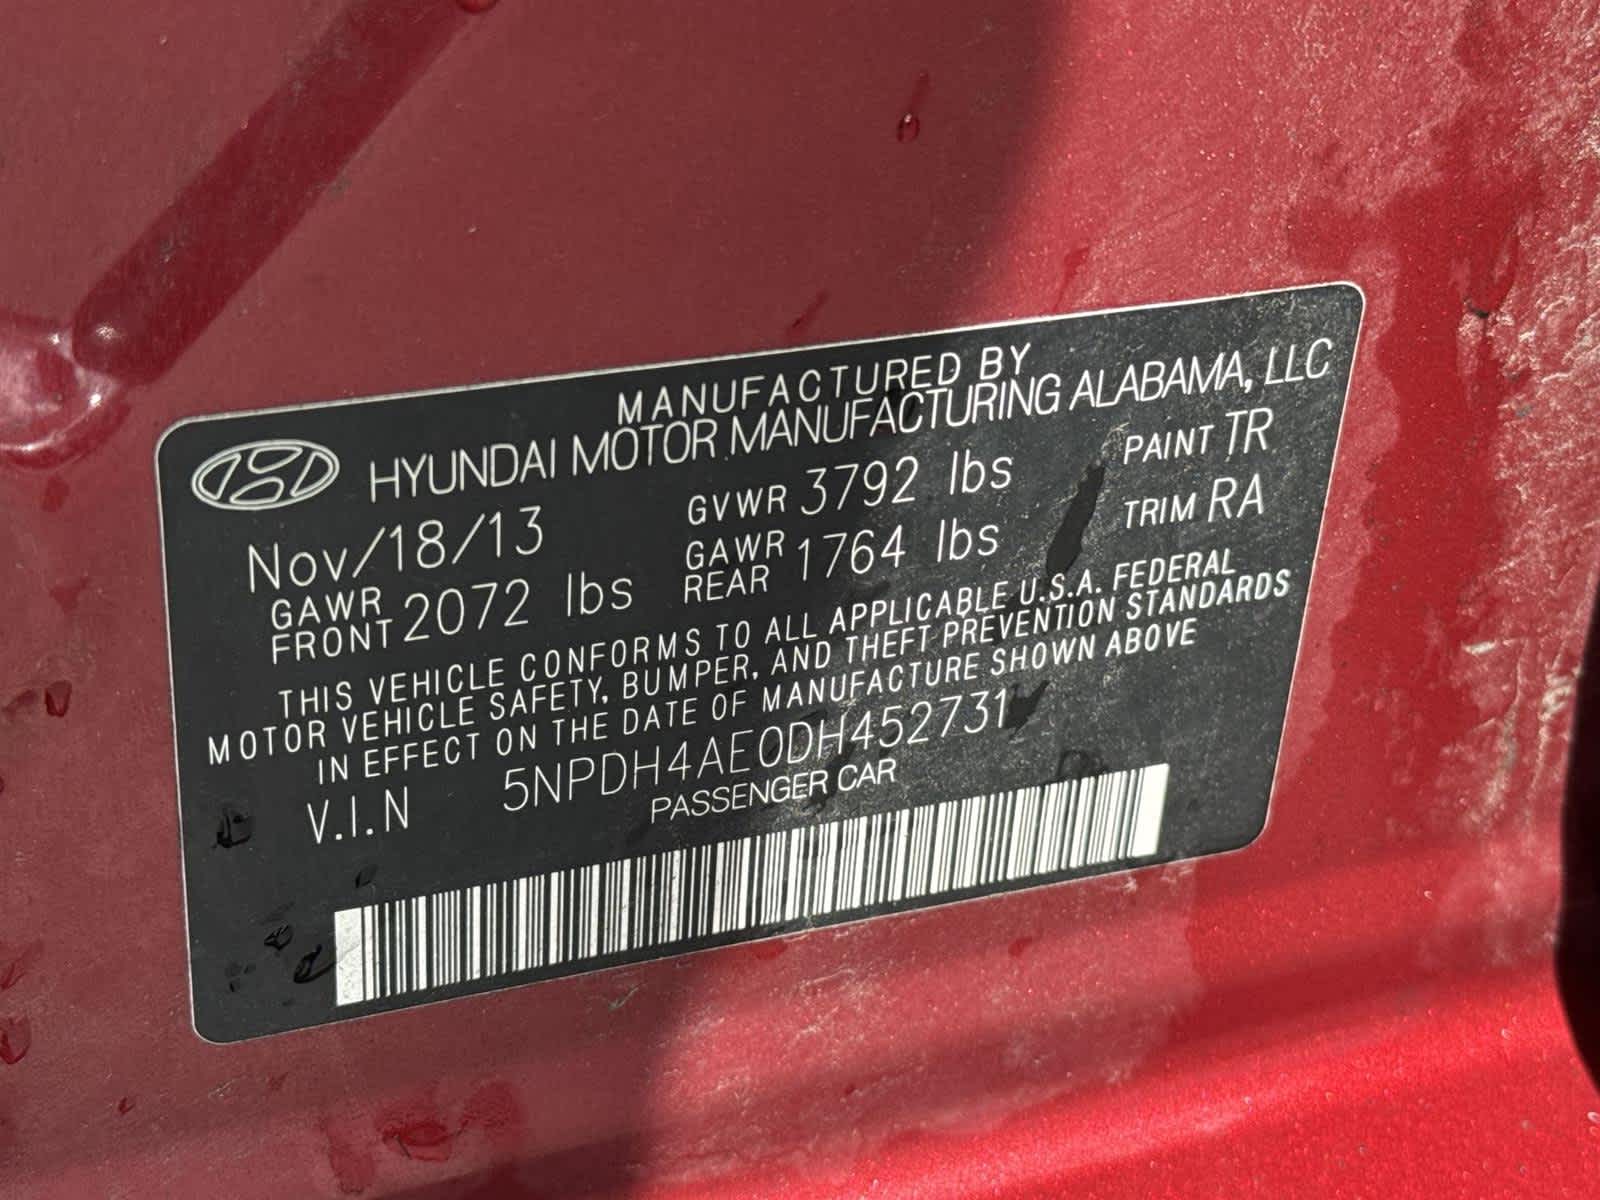 MANUFACTURED BY
HYUNDAI MOTOR MANUFACTURING ALABAMA, LLC
Nov/18/13 GVWR 3792 lbs PAINT TR
GAWR FRONT 2072 lbs GAWR REAR 1764 lbs TRIM RA
THIS VEHICLE CONFORMS TO ALL APPLICABLE U.S.A. FEDERAL
MOTOR VEHICLE SAFETY, BUMPER, AND THEFT PREVENTION STANDARDS
IN EFFECT ON THE DATE OF MANUFACTURE SHOWN ABOVE
V.I.N 5NPDH4AE0DH452731
PASSENGER CAR